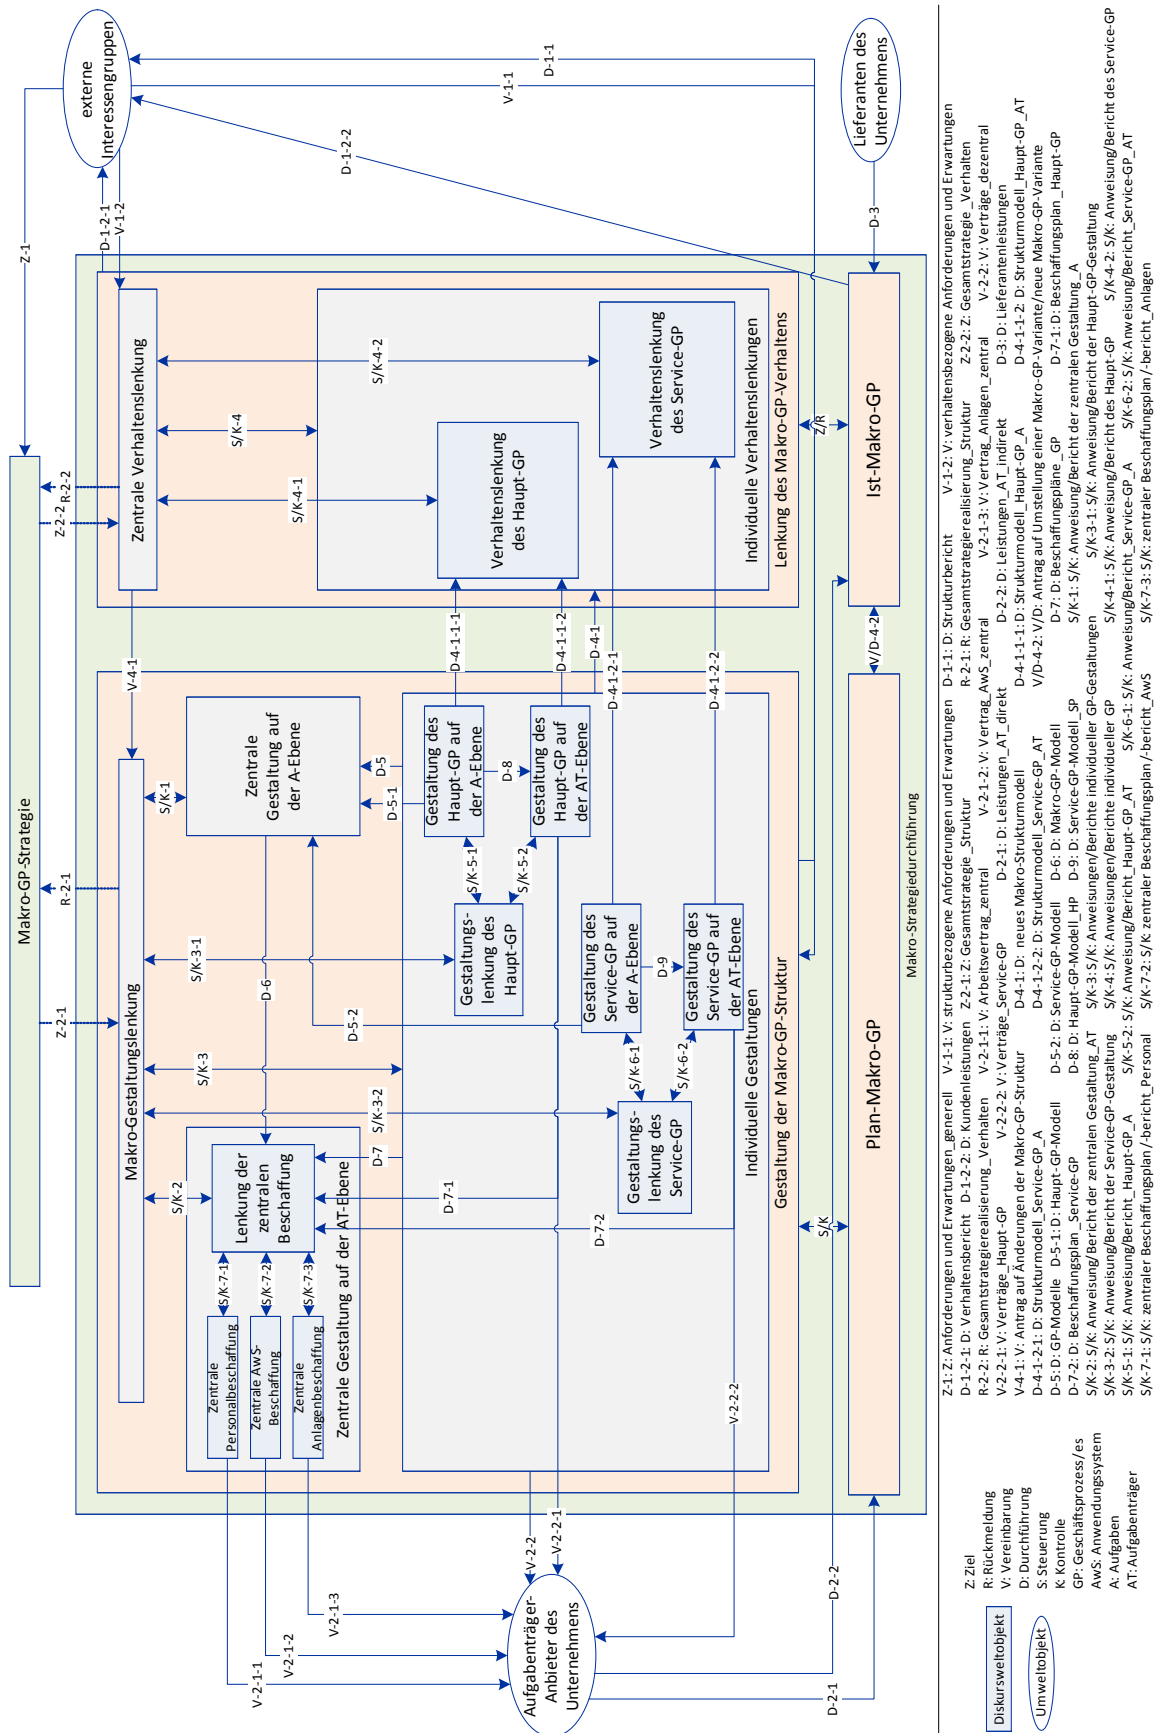 Makro-GP-Strategie
externe
Interessengruppen
Lieferanten des
Unternehmens
Aufgabenträger-
Anbieter des
Unternehmens
Z-1
Z-2-1
R-2-1
Z-2-2
R-2-2
D-1-2-1
V-1-2
D-1-2-2
V-1-1
D-1-1
D-3
Makro-Gestaltungslenkung
V-4-1
Zentrale Verhaltenslenkung
S/K-2
S/K-3-2
S/K-3
S/K-3-1
S/K-1
S/K-4-1
S/K-4
S/K-4-2
Zentrale
Personalbeschaffung
Zentrale AwS-
Beschaffung
Zentrale
Anlagenbeschaffung
S/K-7-1
S/K-7-2
S/K-7-3
Lenkung der
zentralen
Beschaffung
Zentrale Gestaltung auf der AT-Ebene
D-6
Zentrale
Gestaltung auf
der A-Ebene
D-7
D-7-1
D-7-2
D-5-2
D-5-1
D-5
Gestaltungs-
lenkung des
Haupt-GP
S/K-5-1
S/K-5-2
Gestaltung des
Haupt-GP auf
der A-Ebene
D-8
Gestaltung des
Haupt-GP auf
der AT-Ebene
Gestaltungs-
lenkung des
Service-GP
S/K-6-1
S/K-6-2
Gestaltung des
Service-GP auf
der A-Ebene
D-9
Gestaltung des
Service-GP auf
der AT-Ebene
Individuelle Gestaltungen
Gestaltung der Makro-GP-Struktur
D-4-1-1-1
D-4-1-1-2
D-4-1
D-4-1-2-1
D-4-1-2-2
Verhaltenslenkung
des Haupt-GP
Verhaltenslenkung
des Service-GP
Individuelle Verhaltenslenkungen
Lenkung des Makro-GP-Verhaltens
V-2-1-1
V-2-1-2
V-2-1-3
V-2-2
V-2-2-1
V-2-2-2
D-2-2
D-2-1
S/K
Z/R
Plan-Makro-GP
V/D-4-2
Ist-Makro-GP
Makro-Strategiedurchführung
Diskursweltobjekt
Umweltobjekt
Z: Ziel
R: Rückmeldung
V: Vereinbarung
D: Durchführung
S: Steuerung
K: Kontrolle
GP: Geschäftsprozess/es
AwS: Anwendungssystem
A: Aufgaben
AT: Aufgabenträger
Z-1: Z: Anforderungen und Erwartungen_generell V-1-1: V: strukturbezogene Anforderungen und Erwartungen D-1-1: D: Strukturbericht V-1-2: V: verhaltensbezogene Anforderungen und Erwartungen
D-1-2-1: D: Verhaltensbericht D-1-2-2: D: Kundenleistungen Z-2-1: Z: Gesamtstrategie_Struktur R-2-1: R: Gesamtstrategierealisierung_Struktur Z-2-2: Z: Gesamtstrategie_Verhalten
R-2-2: R: Gesamtstrategierealisierung_Verhalten V-2-1-1: V: Arbeitsvertrag_zentral V-2-1-2: V: Vertrag_AwS_zentral V-2-1-3: V: Vertrag_Anlagen_zentral V-2-2: V: Verträge_dezentral
V-2-2-1: V: Verträge_Haupt-GP V-2-2-2: V: Verträge_Service-GP D-2-1: D: Leistungen_AT_direkt D-2-2: D: Leistungen_AT_indirekt D-3: D: Lieferantenleistungen
V-4-1: V: Antrag auf Änderungen der Makro-GP-Struktur D-4-1: D: neues Makro-Strukturmodell D-4-1-1-1: D: Strukturmodell_Haupt-GP_A D-4-1-1-2: D: Strukturmodell_Haupt-GP_AT
D-4-1-2-1: D: Strukturmodell_Service-GP_A D-4-1-2-2: D: Strukturmodell_Service-GP_AT V/D-4-2: V/D: Antrag auf Umstellung einer Makro-GP-Variante/neue Makro-GP-Variante
D-5: D: GP-Modelle D-5-1: D: Haupt-GP-Modell D-5-2: D: Service-GP-Modell D-6: D: Makro-GP-Modell D-7: D: Beschaffungspläne_GP D-7-1: D: Beschaffungsplan_Haupt-GP
D-7-2: D: Beschaffungsplan_Service-GP D-8: D: Haupt-GP-Modell_HP D-9: D: Service-GP-Modell_SP S/K-1: S/K: Anweisung/Bericht der zentralen Gestaltung_A
S/K-2: S/K: Anweisung/Bericht der zentralen Gestaltung_AT S/K-3: S/K: Anweisungen/Berichte individueller GP-Gestaltungen S/K-3-1: S/K: Anweisung/Bericht der Haupt-GP-Gestaltung
S/K-3-2: S/K: Anweisung/Bericht der Service-GP-Gestaltung S/K-4: S/K: Anweisungen/Berichte individueller GP S/K-4-1: S/K: Anweisung/Bericht des Haupt-GP S/K-4-2: S/K: Anweisung/Bericht des Service-GP
S/K-5-1: S/K: Anweisung/Bericht_Haupt-GP_A S/K-5-2: S/K: Anweisung/Bericht_Haupt-GP_AT S/K-6-1: S/K: Anweisung/Bericht_Service-GP_A S/K-6-2: S/K: Anweisung/Bericht_Service-GP_AT
S/K-7-1: S/K: zentraler Beschaffungsplan/-bericht_Personal S/K-7-2: S/K: zentraler Beschaffungsplan/-bericht_AwS S/K-7-3: S/K: zentraler Beschaffungsplan/-bericht_Anlagen